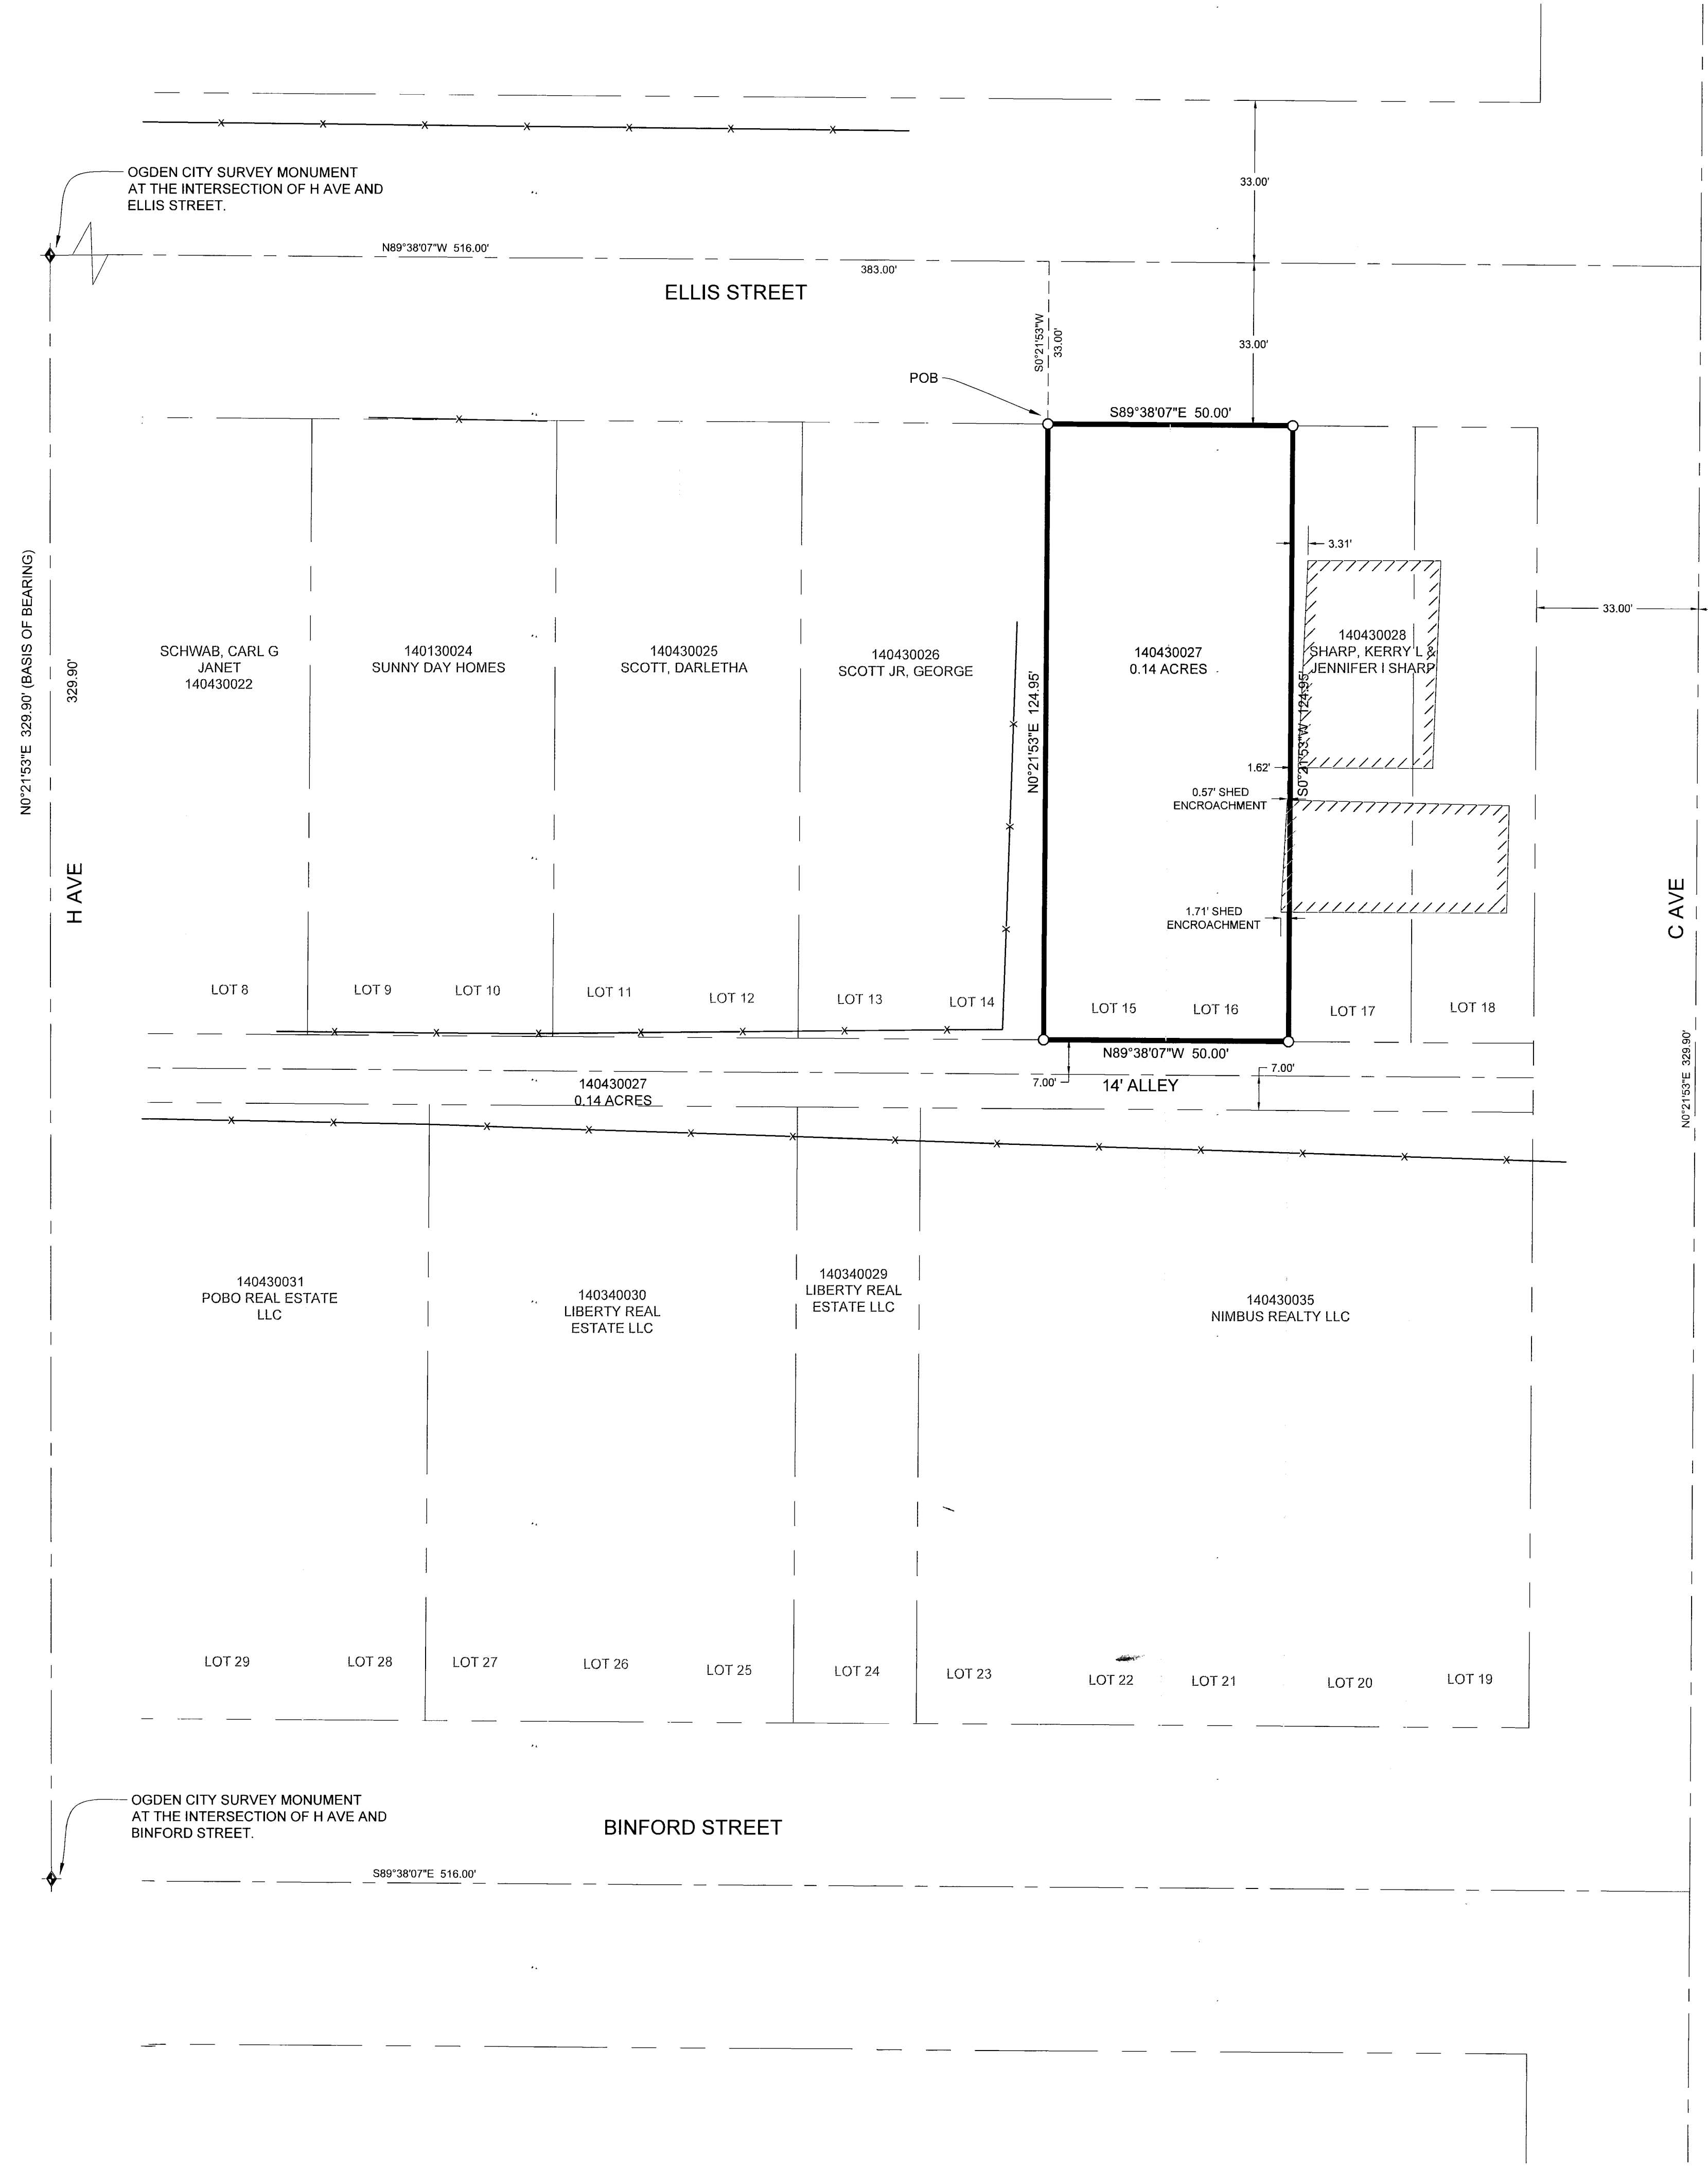 OGDEN CITY SURVEY MONUMENT
AT THE INTERSECTION OF H AVE AND
ELLIS STREET.
33.00'
N89°38'07"W 516.00'
383.00'
ELLIS STREET
S0°21'53"W
33.00'
33.00'
POB
S89°38'07"E 50.00'
N0°21'53"E 329.90' (BASIS OF BEARING)
329.90'
H AVE
3.31'
33.00'
SCHWAB, CARL G
JANET
140430022
140130024
SUNNY DAY HOMES
140430025
SCOTT, DARLETHA
140430026
SCOTT JR, GEORGE
N0°21'53"E 124.95'
140430027
0.14 ACRES
S0°21'53"W 124.95'
140430028
SHARP, KERRY L &
JENNIFER I SHARP
1.62'
0.57' SHED
ENCROACHMENT
1.71' SHED
ENCROACHMENT
C AVE
N0°21'53"E 329.90'
LOT 8
LOT 9
LOT 10
LOT 11
LOT 12
LOT 13
LOT 14
LOT 15
LOT 16
LOT 17
LOT 18
N89°38'07"W 50.00'
7.00'
14' ALLEY
7.00'
140430027
0.14 ACRES
140430031
POBO REAL ESTATE
LLC
140340030
LIBERTY REAL
ESTATE LLC
140340029
LIBERTY REAL
ESTATE LLC
140430035
NIMBUS REALTY LLC
LOT 29
LOT 28
LOT 27
LOT 26
LOT 25
LOT 24
LOT 23
LOT 22
LOT 21
LOT 20
LOT 19
OGDEN CITY SURVEY MONUMENT
AT THE INTERSECTION OF H AVE AND
BINFORD STREET.
BINFORD STREET
S89°38'07"E 516.00'